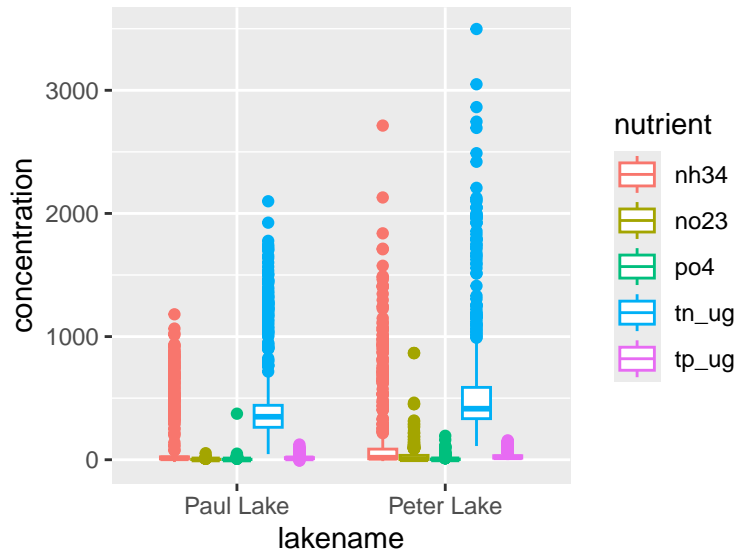 3000
2000
1000
0
concentration
Paul Lake
Peter Lake
lakename
nutrient
nh34
no23
po4
tn_ug
tp_ug